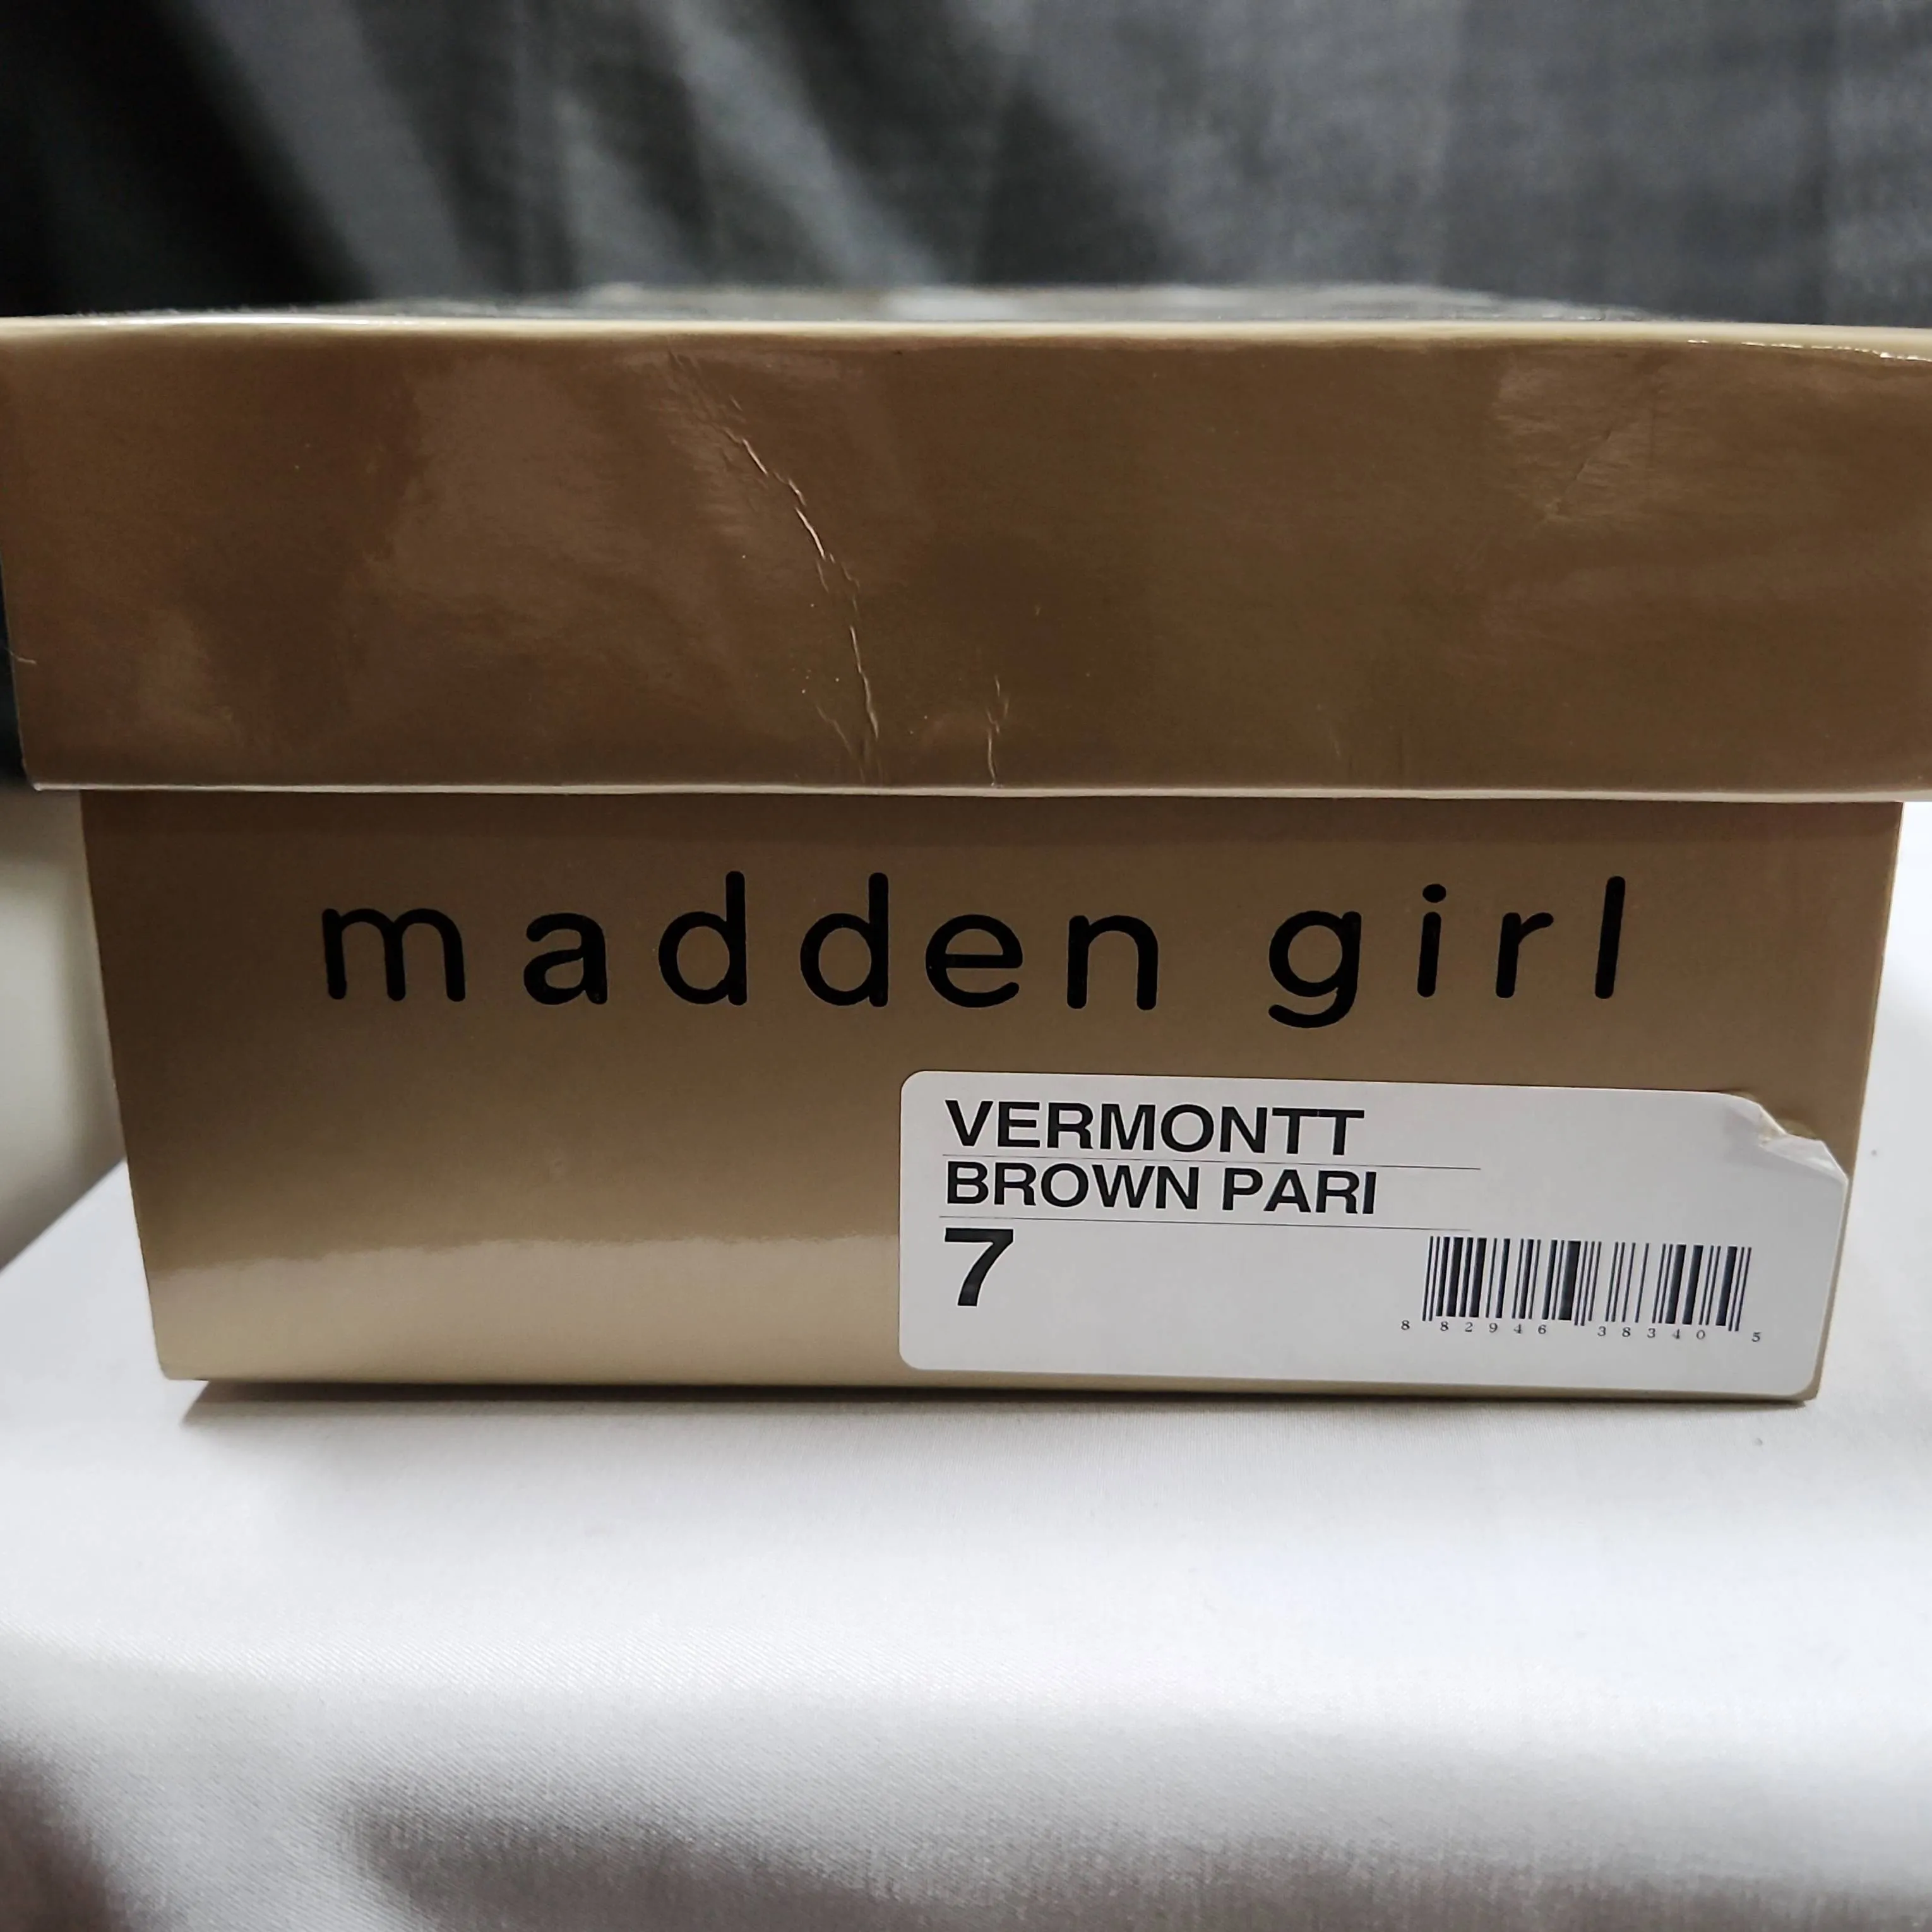 madden girl
VERMONTT
BROWN PARI
7
8 82946 38340 5